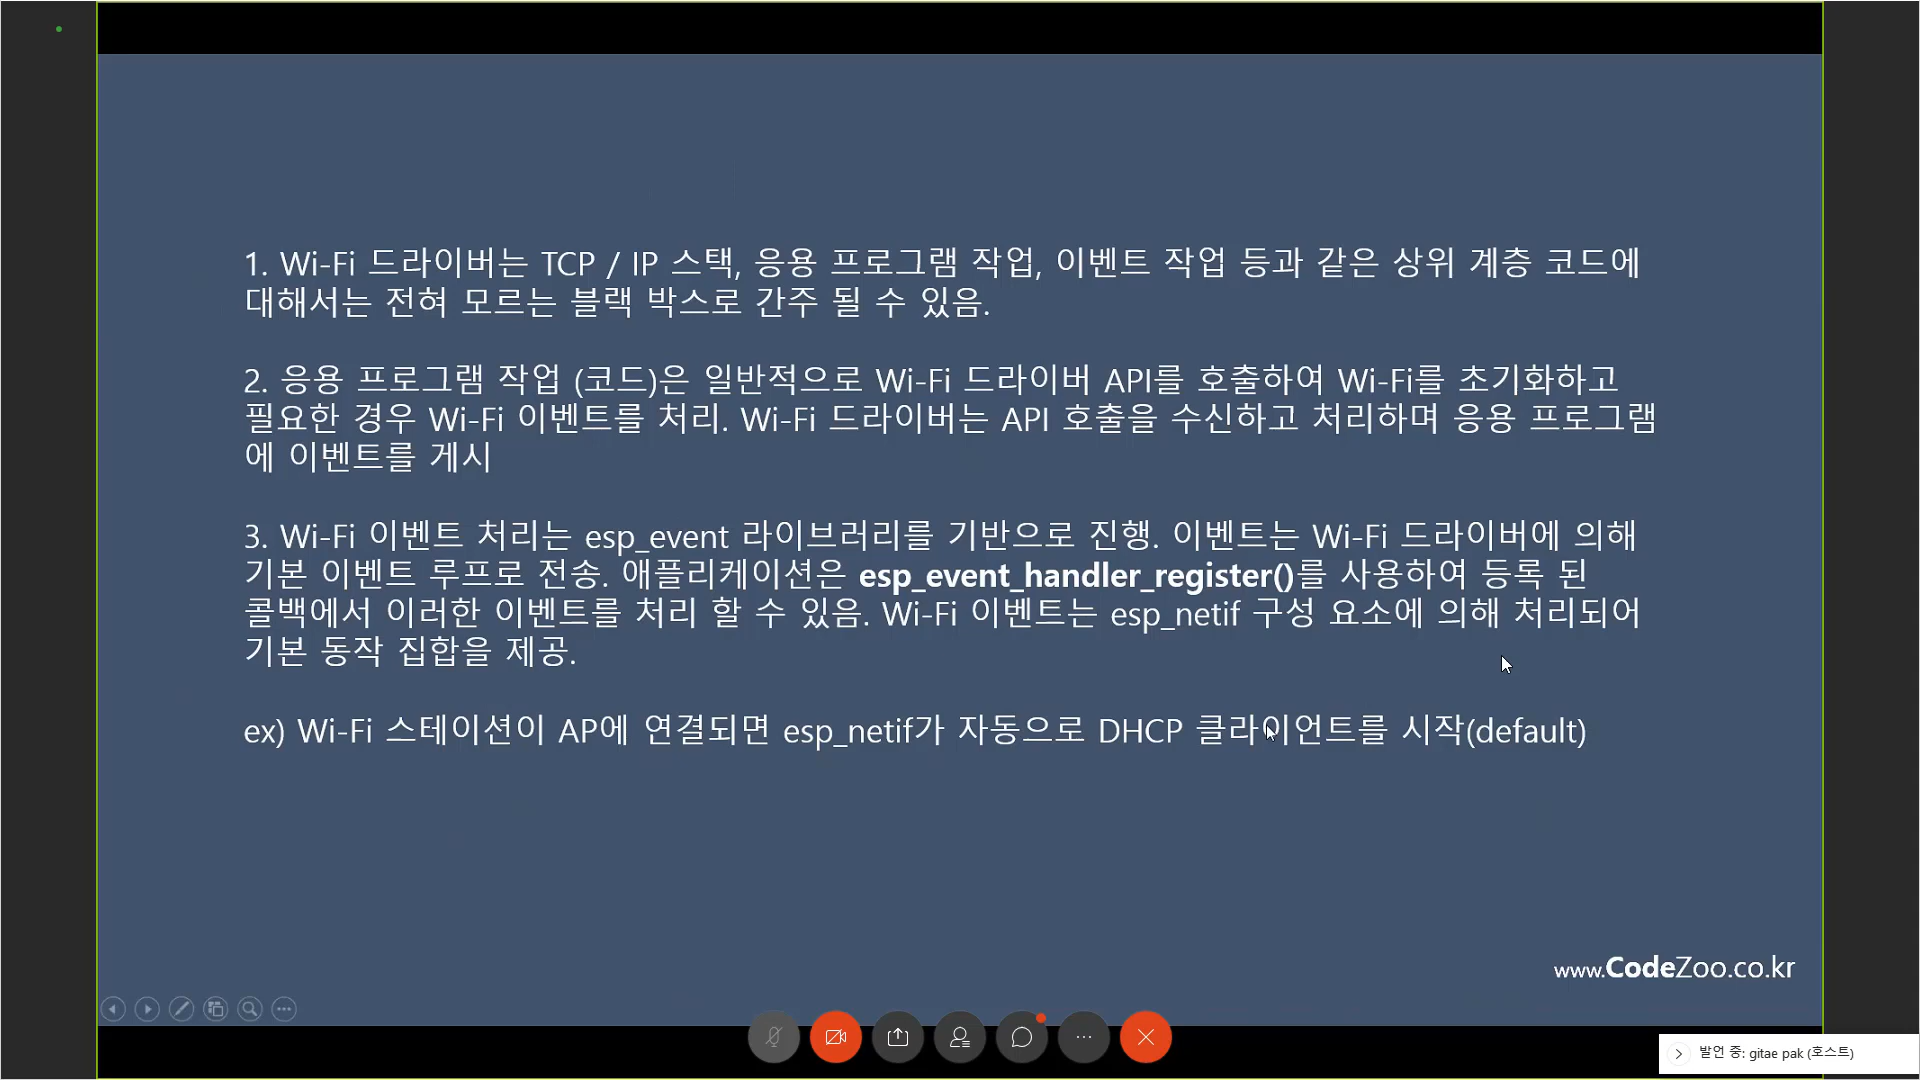 1. Wi-Fi 드라이버는 TCP / IP 스택, 응용 프로그램 작업, 이벤트 작업 등과 같은 상위 계층 코드에
대해서는 전혀 모르는 블랙 박스로 간주 될 수 있음.
2. 응용 프로그램 작업 (코드)은 일반적으로 Wi-Fi 드라이버 API를 호출하여 Wi-Fi를 초기화하고
필요한 경우 Wi-Fi 이벤트를 처리. Wi-Fi 드라이버는 API 호출을 수신하고 처리하며 응용 프로그램
에 이벤트를 게시
3. Wi-Fi 이벤트 처리는 esp_event 라이브러리를 기반으로 진행. 이벤트는 Wi-Fi 드라이버에 의해
기본 이벤트 루프로 전송. 애플리케이션은 esp_event_handler_register()를 사용하여 등록 된
콜백에서 이러한 이벤트를 처리 할 수 있음. Wi-Fi 이벤트는 esp_netif 구성 요소에 의해 처리되어
기본 동작 집합을 제공.
ex) Wi-Fi 스테이션이 AP에 연결되면 esp_netif가 자동으로 DHCP 클라이언트를 시작(default)
www.CodeZoo.co.kr
발언 중: gitae pak (호스트)